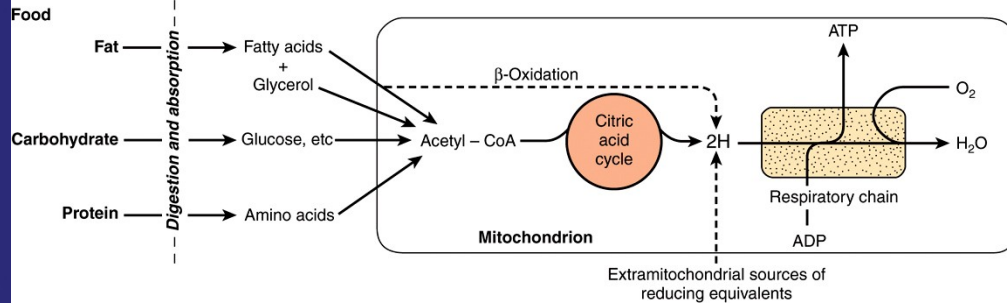 Food
Fat
Carbohydrate
Protein
Digestion and absorption
Fatty acids
+
Glycerol
Glucose, etc
Amino acids
β-Oxidation
Acetyl – CoA
Citric
acid
cycle
2H
ATP
O₂
H₂O
Respiratory chain
ADP
Mitochondrion
Extramitochondrial sources of
reducing equivalents